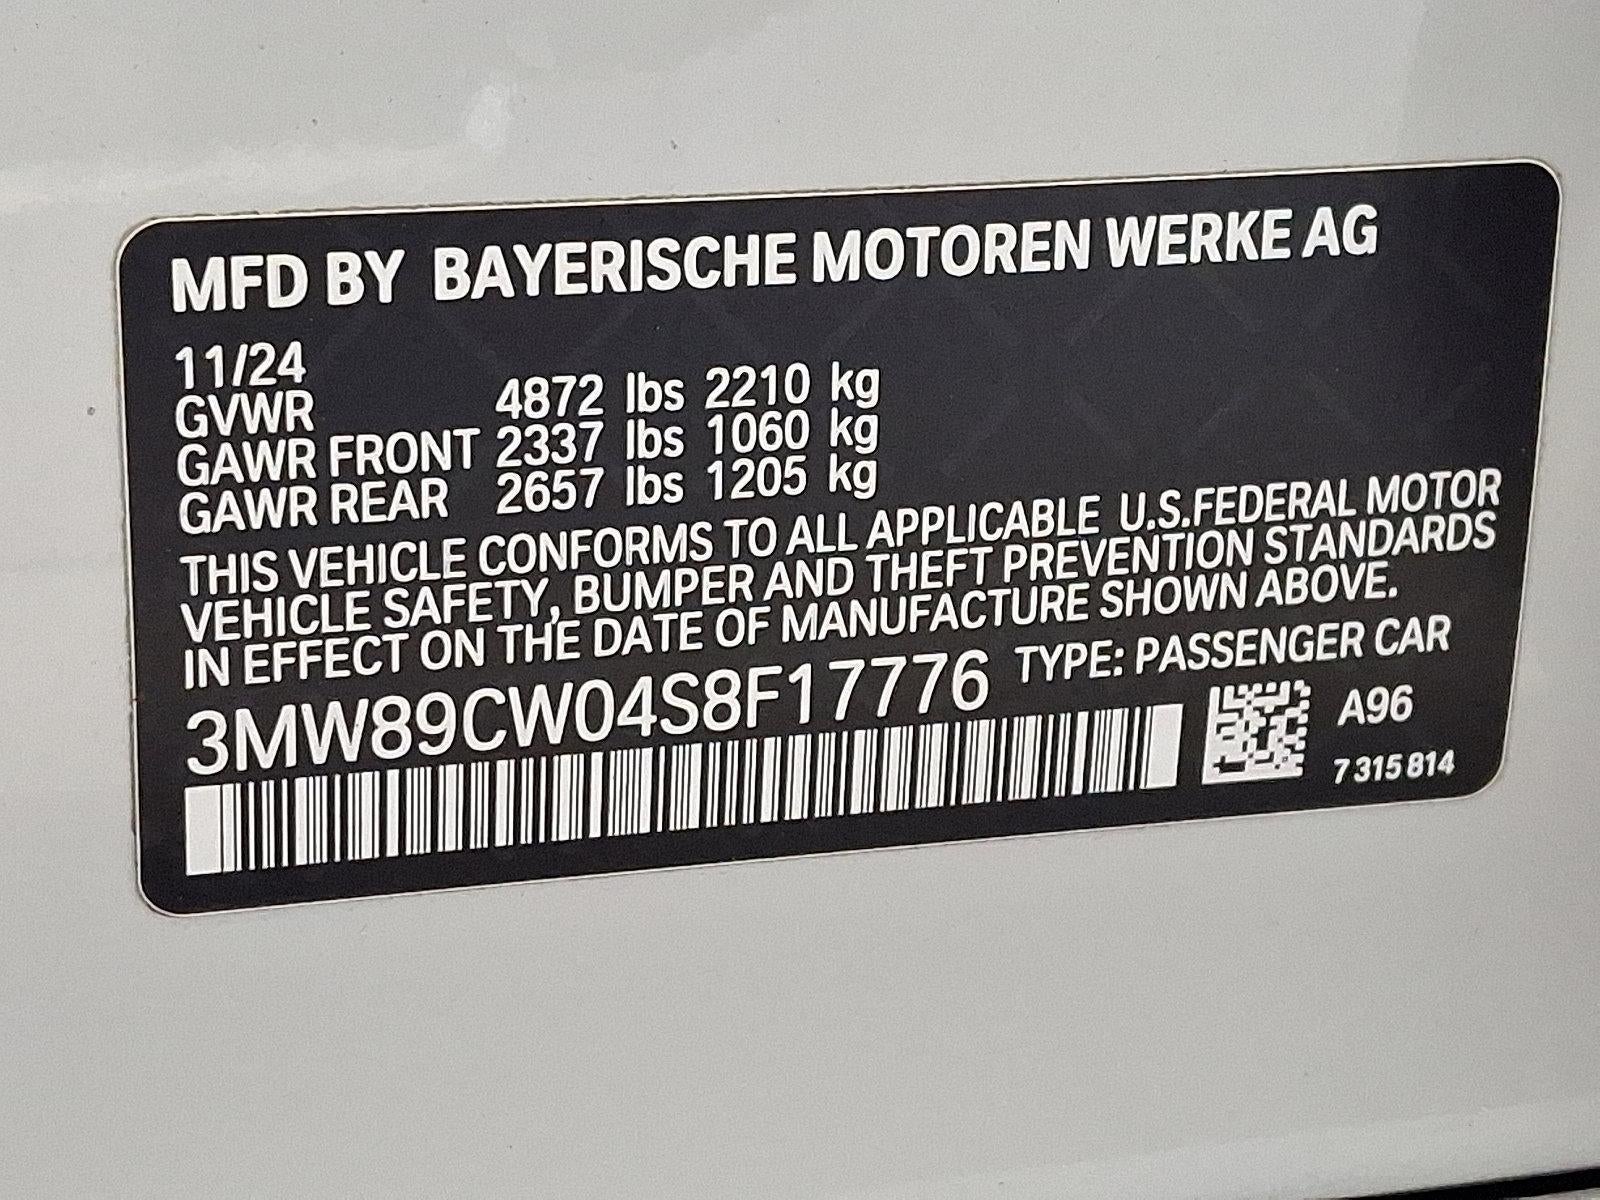 MFD BY BAYERISCHE MOTOREN WERKE AG
11/24
GVWR 4872 lbs 2210 kg
GAWR FRONT 2337 lbs 1060 kg
GAWR REAR 2657 lbs 1205 kg
THIS VEHICLE CONFORMS TO ALL APPLICABLE U.S.FEDERAL MOTOR
VEHICLE SAFETY, BUMPER AND THEFT PREVENTION STANDARDS
IN EFFECT ON THE DATE OF MANUFACTURE SHOWN ABOVE.
3MW89CW04S8F17776 TYPE: PASSENGER CAR
A96
7 315 814